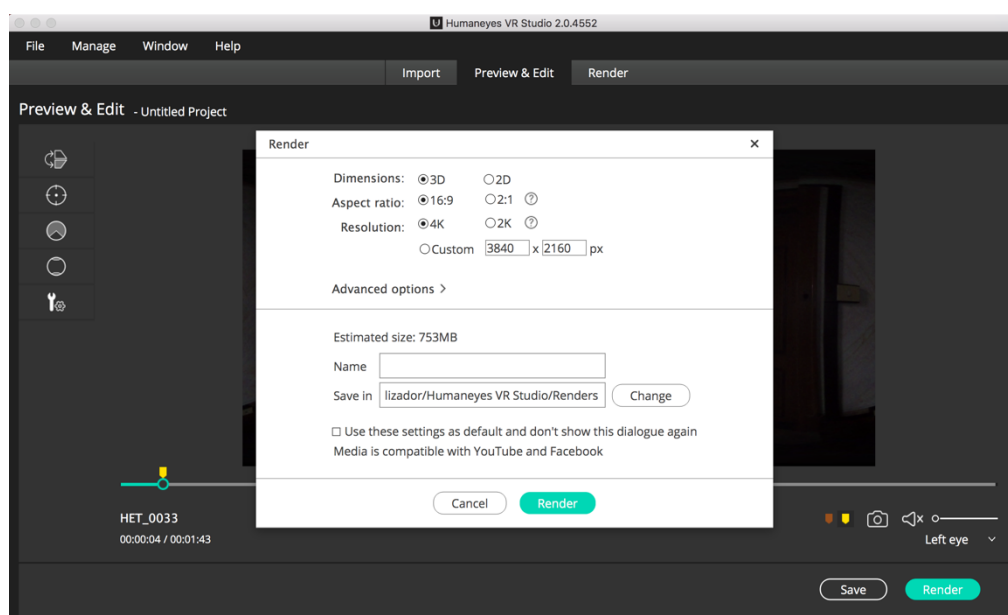 Humaneyes VR Studio 2.0.4552
File Manage Window Help
Import Preview & Edit Render
Preview & Edit - Untitled Project
Render
Dimensions: 3D 2D
Aspect ratio: 16:9 2:1 ?
Resolution: 4K 2K ?
Custom 3840 x 2160 px
Advanced options >
Estimated size: 753MB
Name
Save in lizador/Humaneyes VR Studio/Renders Change
Use these settings as default and don't show this dialogue again
Media is compatible with YouTube and Facebook
Cancel Render
HET_0033
00:00:04 / 00:01:43
Left eye
Save Render